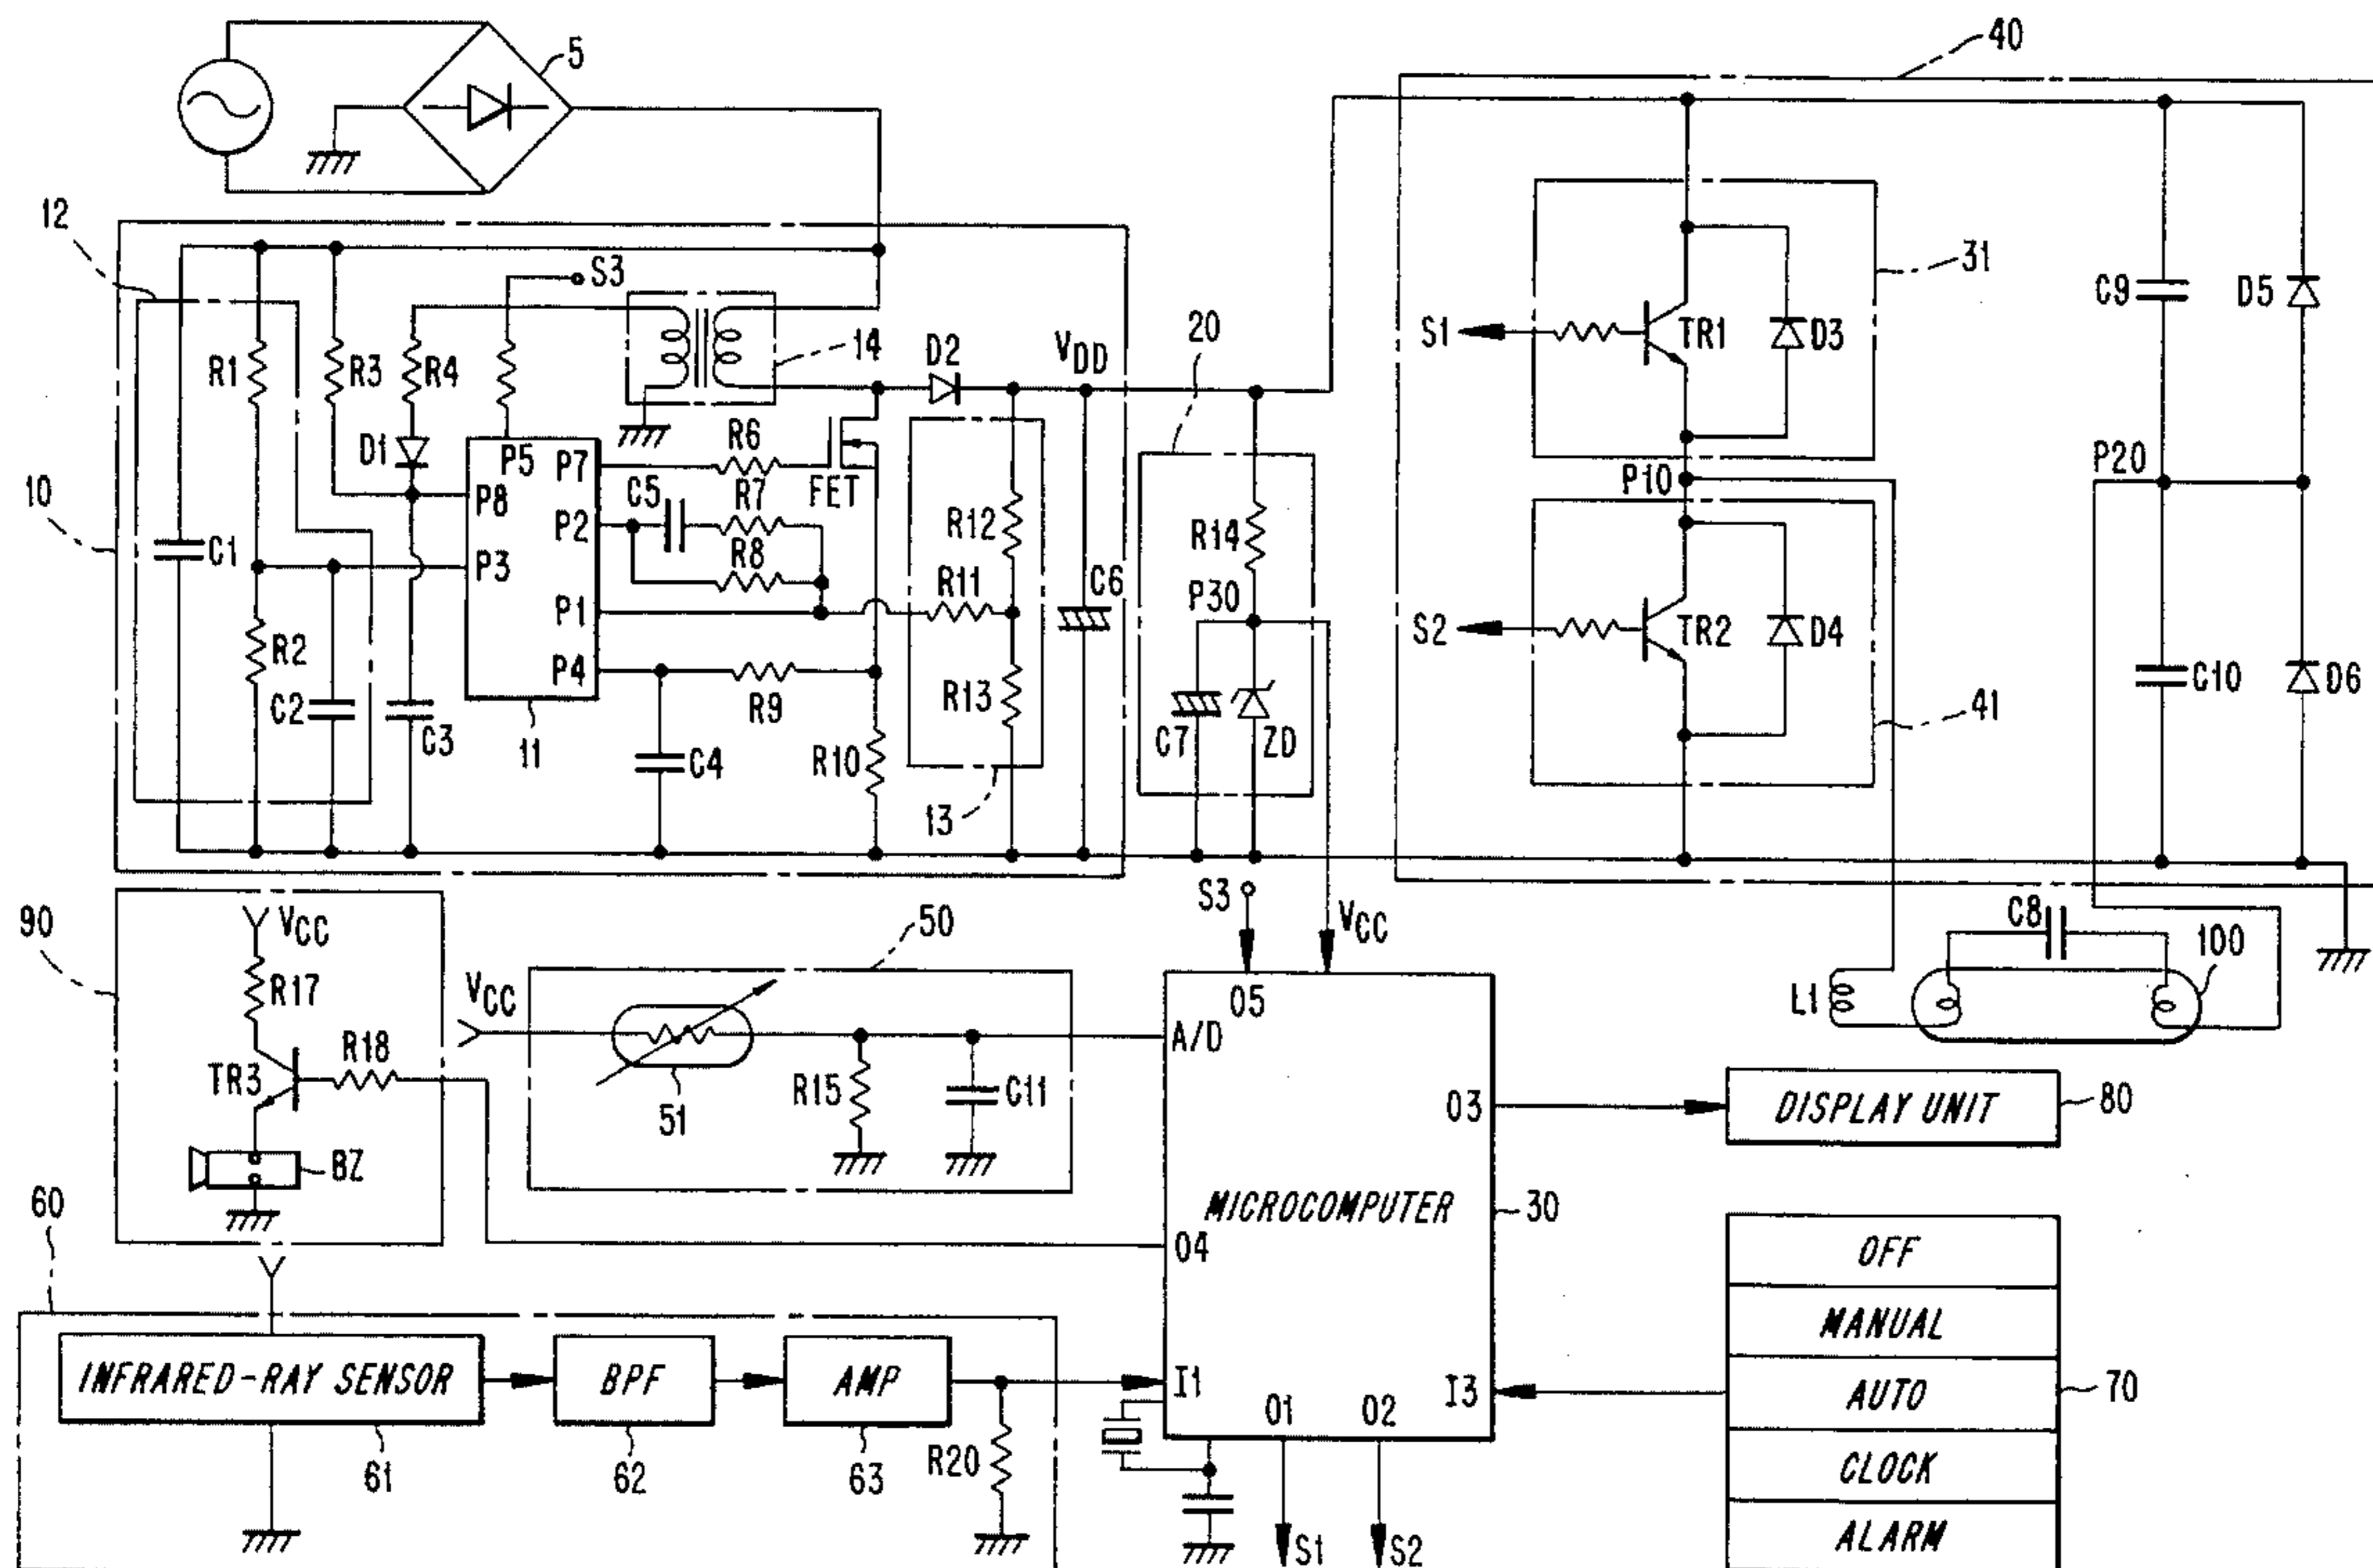 5
40
12
S3
31
C9
D5
S1
TR1
D3
14
D2
VDD
20
R1
R3
R4
D1
P5
P7
R6
FET
P10
P20
10
P8
C5
R7
C1
P2
R12
R14
R8
P3
R11
C6
P30
S2
TR2
D4
P1
R2
P4
R13
C10
D6
C2
C3
R9
C7
ZD
41
11
C4
R10
13
90
VCC
50
S3
VCC
C8
100
R17
VCC
O5
L1
A/D
R18
TR3
51
R15
C11
O3
DISPLAY UNIT
80
BZ
60
MICROCOMPUTER
30
O4
OFF
MANUAL
INFRARED-RAY SENSOR
BPF
AMP
I1
O1
O2
I3
AUTO
70
61
62
63
R20
CLOCK
S1
S2
ALARM